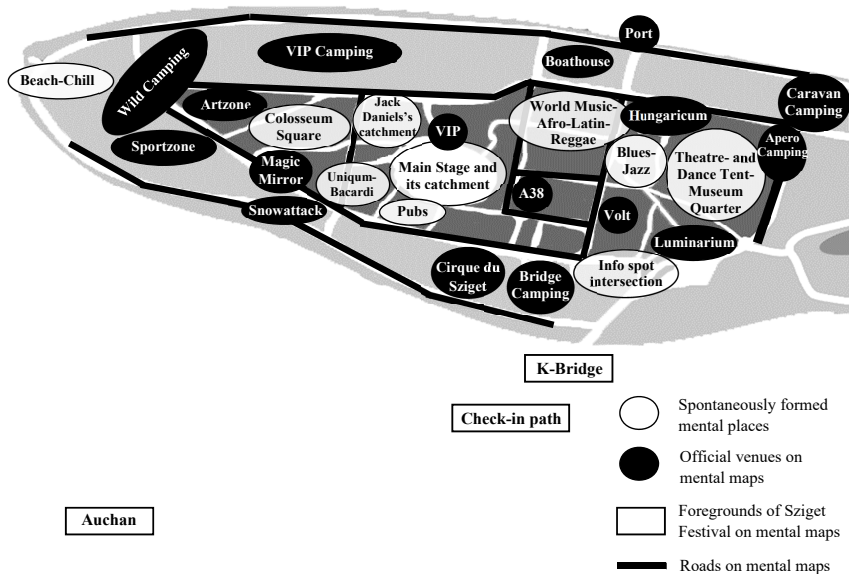 Port
VIP Camping
Boathouse
Beach-Chill
Wild Camping
Caravan
Camping
Artzone
Jack
Daniels's
catchment
World Music-
Afro-Latin-
Reggae
Hungaricum
Colosseum
Square
VIP
Apero
Camping
Sportzone
Magic
Mirror
Uniqum-
Bacardi
Main Stage and
its catchment
Blues-
Jazz
Theatre- and
Dance Tent-
Museum
Quarter
A38
Snowattack
Pubs
Volt
Luminarium
Cirque du
Sziget
Bridge
Camping
Info spot
intersection
K-Bridge
Check-in path
Auchan
Spontaneously formed
mental places
Official venues on
mental maps
Foregrounds of Sziget
Festival on mental maps
Roads on mental maps